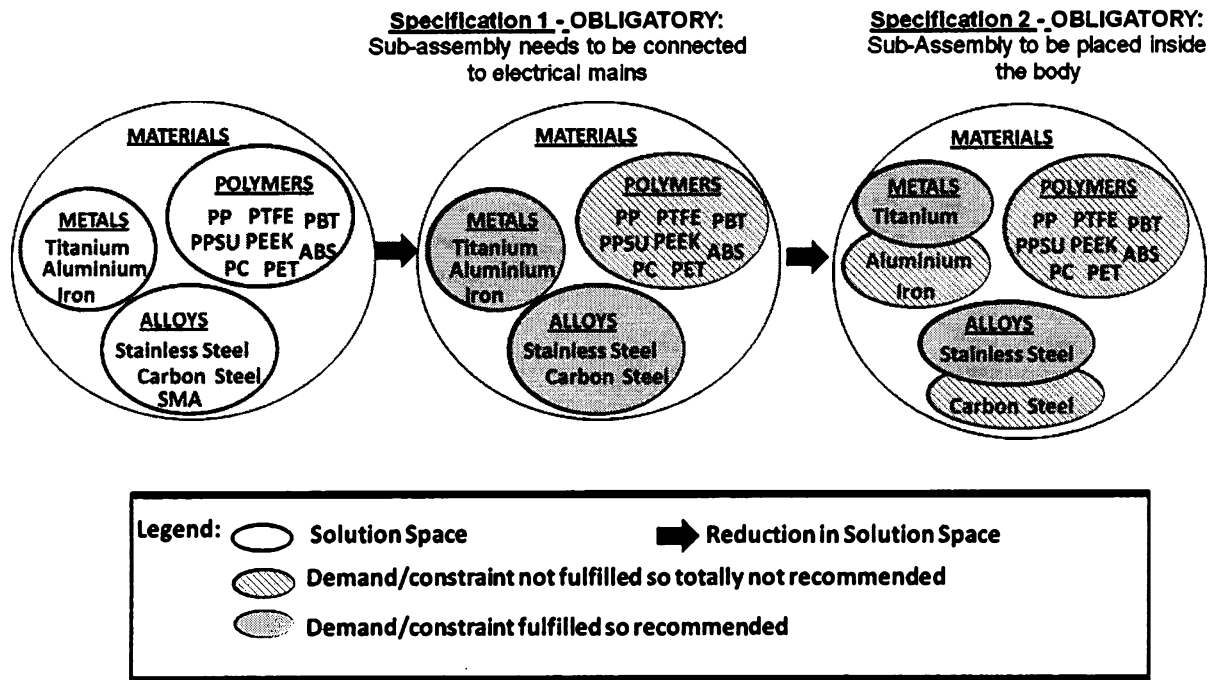 Specification 1 - OBLIGATORY:
Sub-assembly needs to be connected
to electrical mains
Specification 2 - OBLIGATORY:
Sub-Assembly to be placed inside
the body
MATERIALS
POLYMERS
PP PTFE PBT
PPSU PEEK ABS
PC PET
METALS
Titanium
Aluminium
Iron
ALLOYS
Stainless Steel
Carbon Steel
SMA
MATERIALS
POLYMERS
PP PTFE PBT
PPSU PEEK ABS
PC PET
METALS
Titanium
Aluminium
Iron
ALLOYS
Stainless Steel
Carbon Steel
MATERIALS
METALS
Titanium
Aluminium
Iron
POLYMERS
PP PTFE PBT
PPSU PEEK ABS
PC PET
ALLOYS
Stainless Steel
Carbon Steel
Legend:
Solution Space
Reduction in Solution Space
Demand/constraint not fulfilled so totally not recommended
Demand/constraint fulfilled so recommended